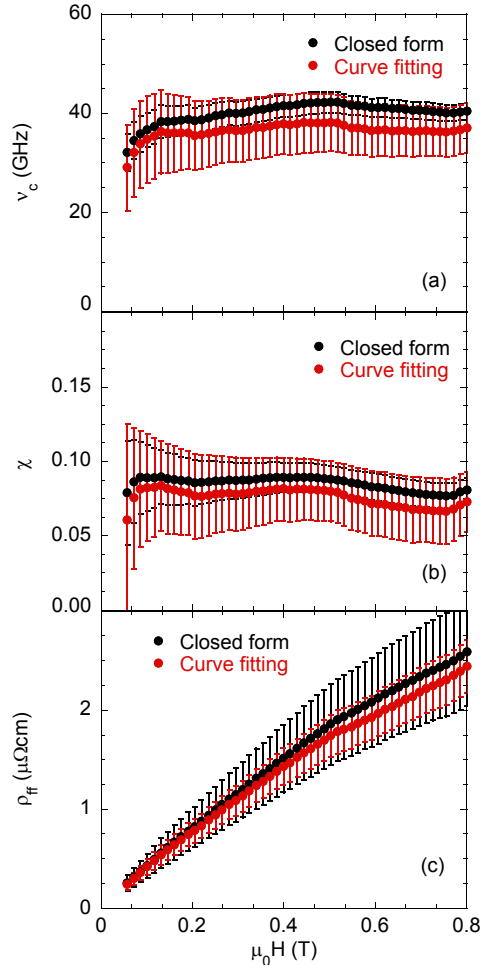 60
40
20
0
ν_c (GHz)
Closed form
Curve fitting
(a)
0.15
0.10
0.05
0.00
χ
Closed form
Curve fitting
(b)
2
1
0
ρ_ff (μΩcm)
Closed form
Curve fitting
(c)
0 0.2 0.4 0.6 0.8
μ₀H (T)